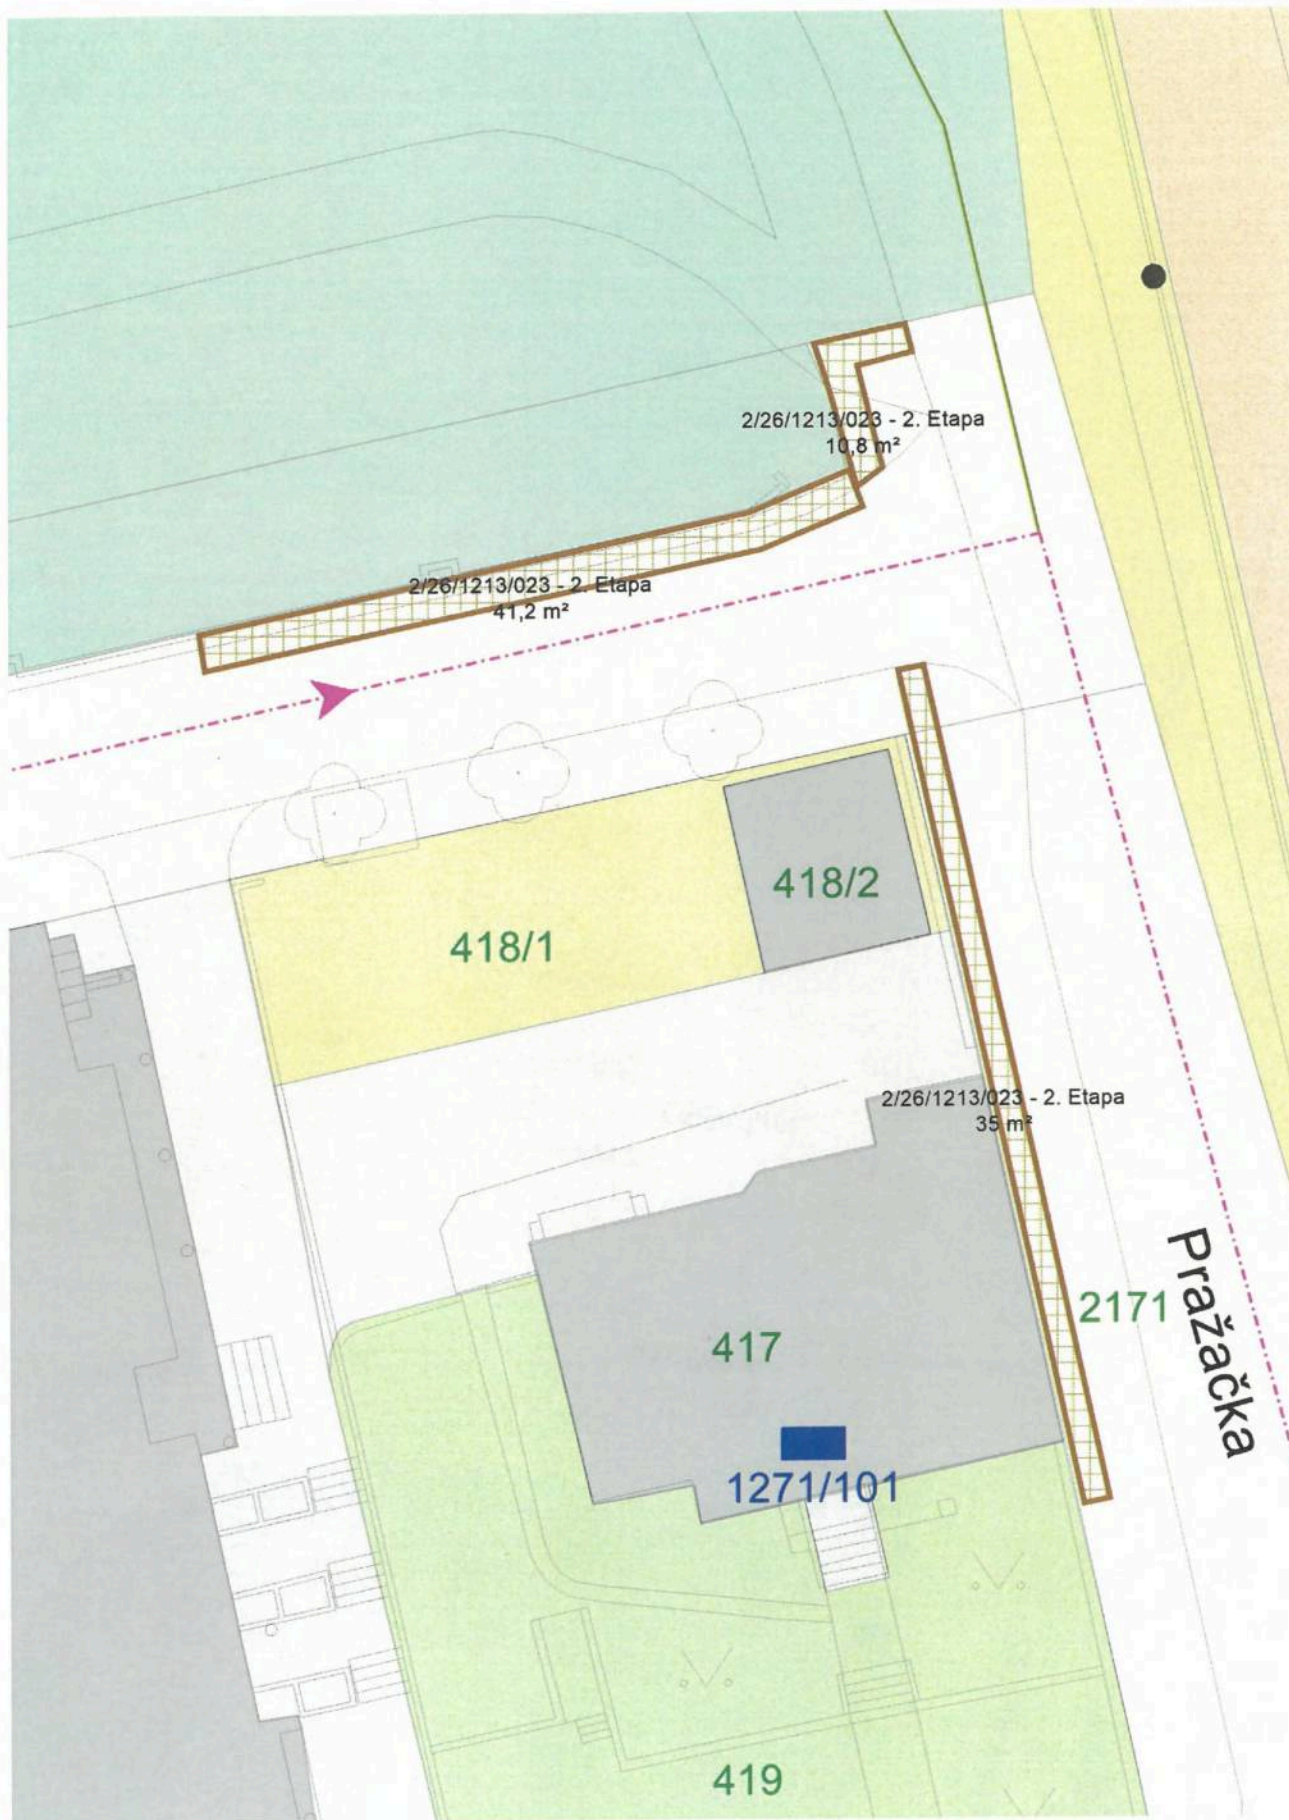 2/26/1213/023 - 2. Etapa
10,8 m²
2/26/1213/023 - 2. Etapa
41,2 m²
418/2
418/1
2/26/1213/023 - 2. Etapa
35 m²
Pražačka
2171
417
1271/101
419